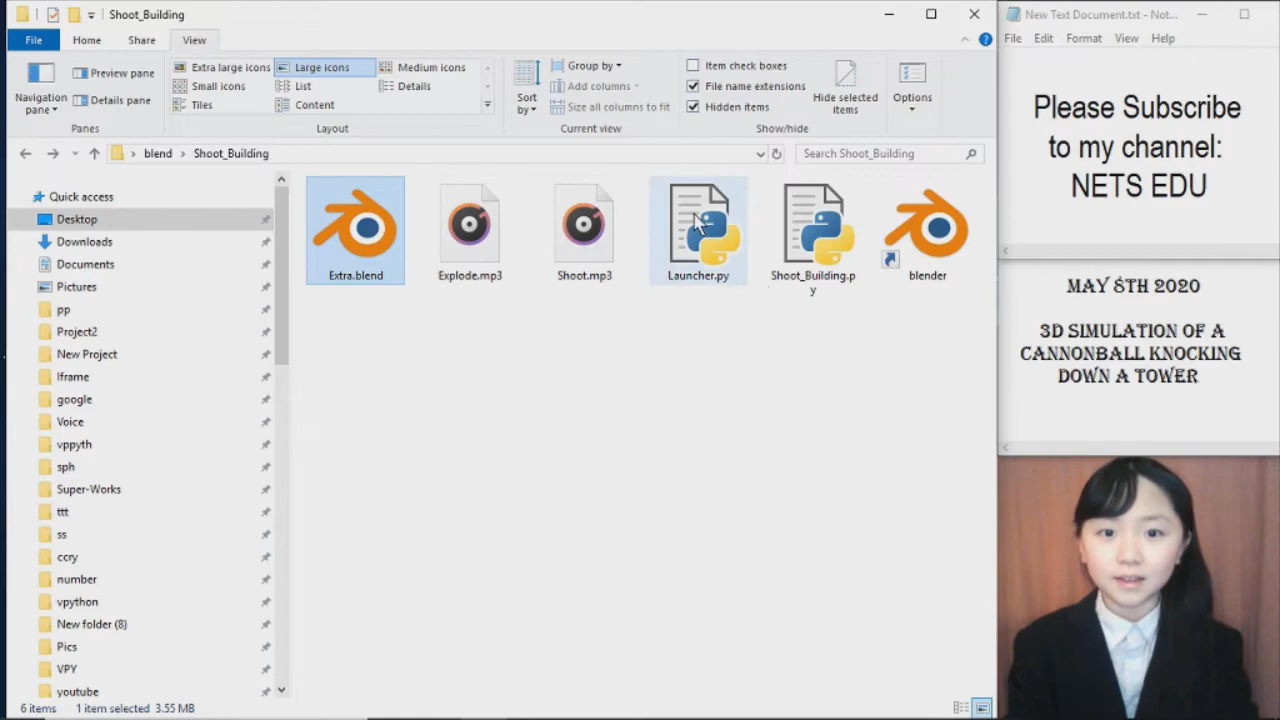 Shoot_Building
File
Home
Share
View
Navigation
pane
Preview pane
Details pane
Panes
Extra large icons
Large icons
Medium icons
Small icons
List
Details
Tiles
Content
Layout
Sort
by
Group by
Add columns
Size all columns to fit
Current view
Item check boxes
File name extensions
Hidden items
Hide selected
items
Show/hide
Options
blend
Shoot_Building
Search Shoot_Building
Quick access
Desktop
Downloads
Documents
Pictures
pp
Project2
New Project
Iframe
google
Voice
vppyth
sph
Super-Works
ttt
ss
ccry
number
vpython
New folder (8)
Pics
VPY
youtube
Extra.blend
Explode.mp3
Shoot.mp3
Launcher.py
Shoot_Building.p
y
blender
6 items
1 item selected 3.55 MB
New Text Document.txt - Not...
File Edit Format View Help
Please Subscribe
to my channel:
NETS EDU
MAY 8TH 2020
3D SIMULATION OF A
CANNONBALL KNOCKING
DOWN A TOWER